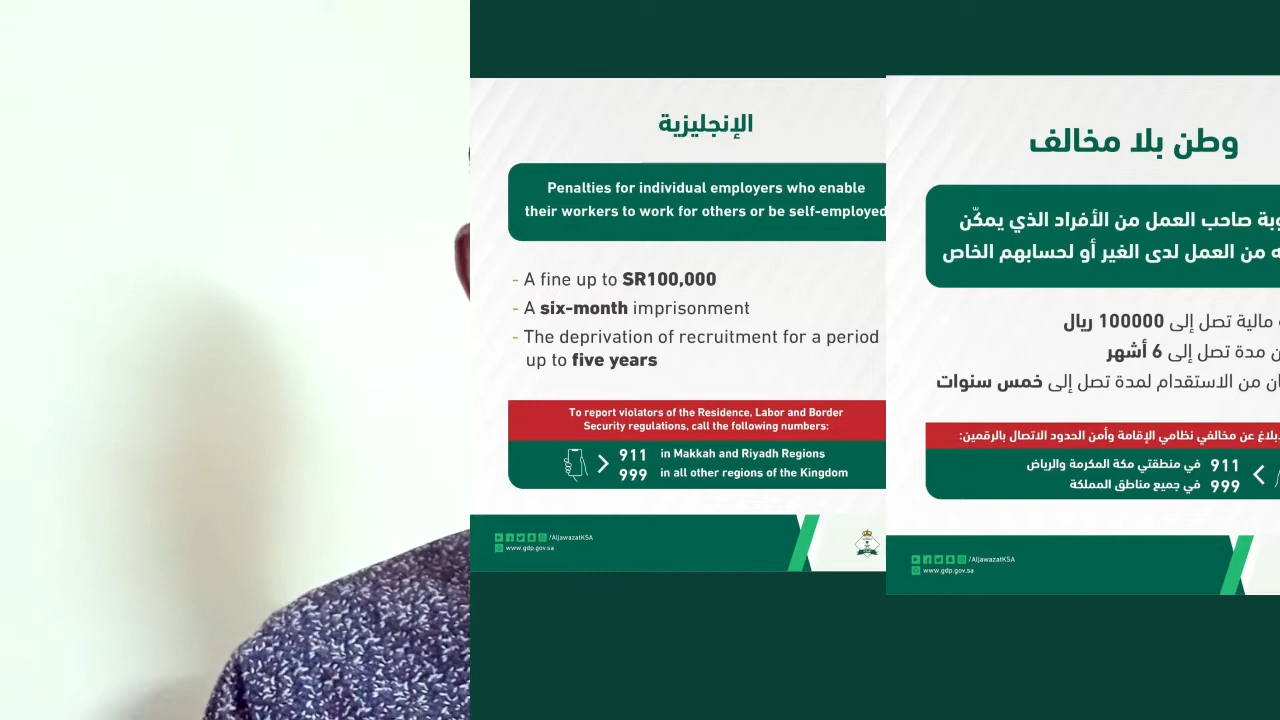 الإنجليزية
Penalties for individual employers who enable
their workers to work for others or be self-employed
- A fine up to SR100,000
- A six-month imprisonment
- The deprivation of recruitment for a period
up to five years
To report violators of the Residence, Labor and Border
Security regulations, call the following numbers:
911 in Makkah and Riyadh Regions
999 in all other regions of the Kingdom
/AljawazatKSA
www.gdp.gov.sa
وطن بلا مخالف
صاحب العمل من الأفراد الذي يمكّن
من العمل لدى الغير أو لحسابهم الخاص
مالية تصل إلى 100000 ريال
مدة تصل إلى 6 أشهر
من الاستقدام لمدة تصل إلى خمس سنوات
عن مخالفي نظامي الإقامة وأمن الحدود الاتصال بالرقمين:
911 في منطقتي مكة المكرمة والرياض
999 في جميع مناطق المملكة
/AljawazatKSA
www.gdp.gov.sa